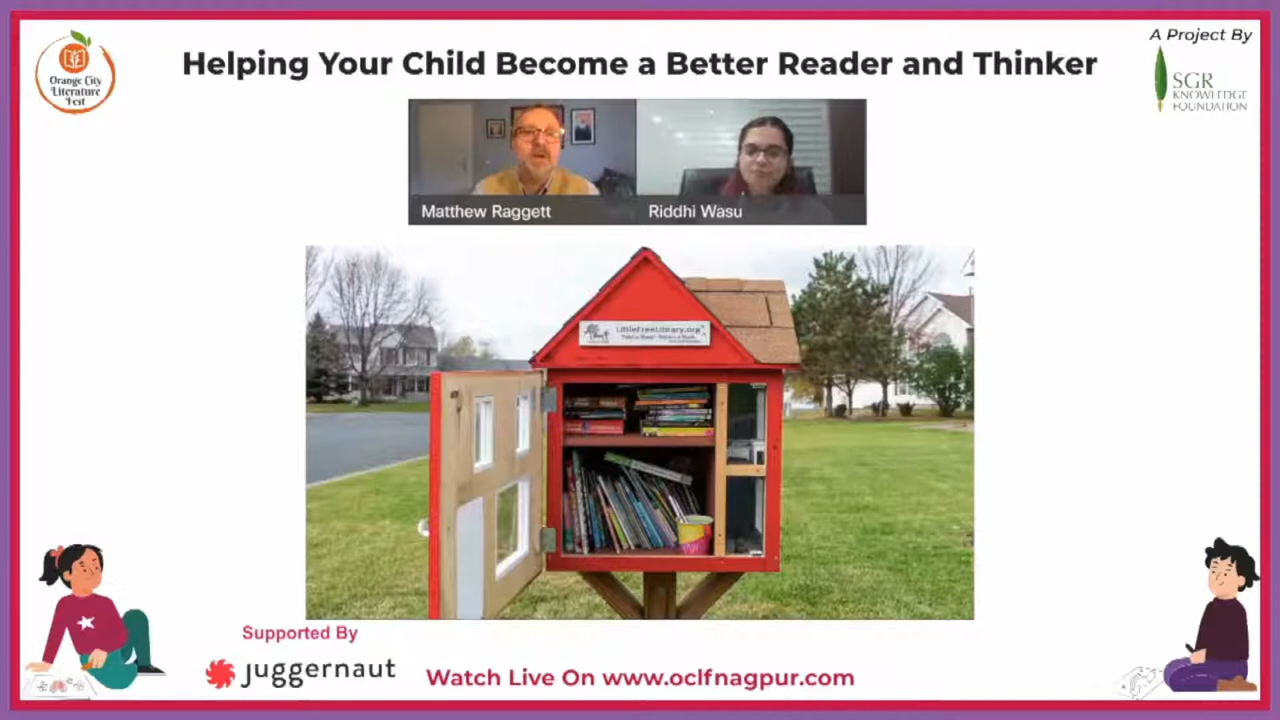 Helping Your Child Become a Better Reader and Thinker
A Project By
Orange City
Literature
Fest
SGR
KNOWLEDGE
FOUNDATION
Matthew Raggett
Riddhi Wasu
LittleFreeLibrary.org
Supported By
juggernaut
Watch Live On www.oclfnagpur.com